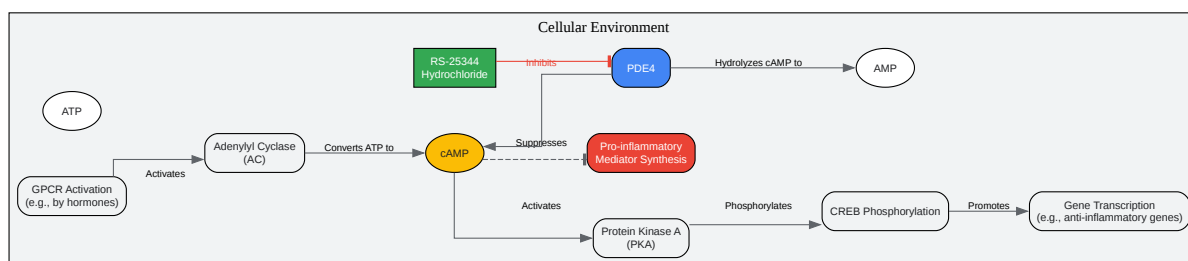 Cellular Environment
RS-25344
Hydrochloride
Inhibits
PDE4
Hydrolyzes cAMP to
AMP
ATP
Adenylyl Cyclase
(AC)
Converts ATP to
cAMP
Suppresses
Pro-inflammatory
Mediator Synthesis
Activates
GPCR Activation
(e.g., by hormones)
Activates
Protein Kinase A
(PKA)
Phosphorylates
CREB Phosphorylation
Promotes
Gene Transcription
(e.g., anti-inflammatory genes)